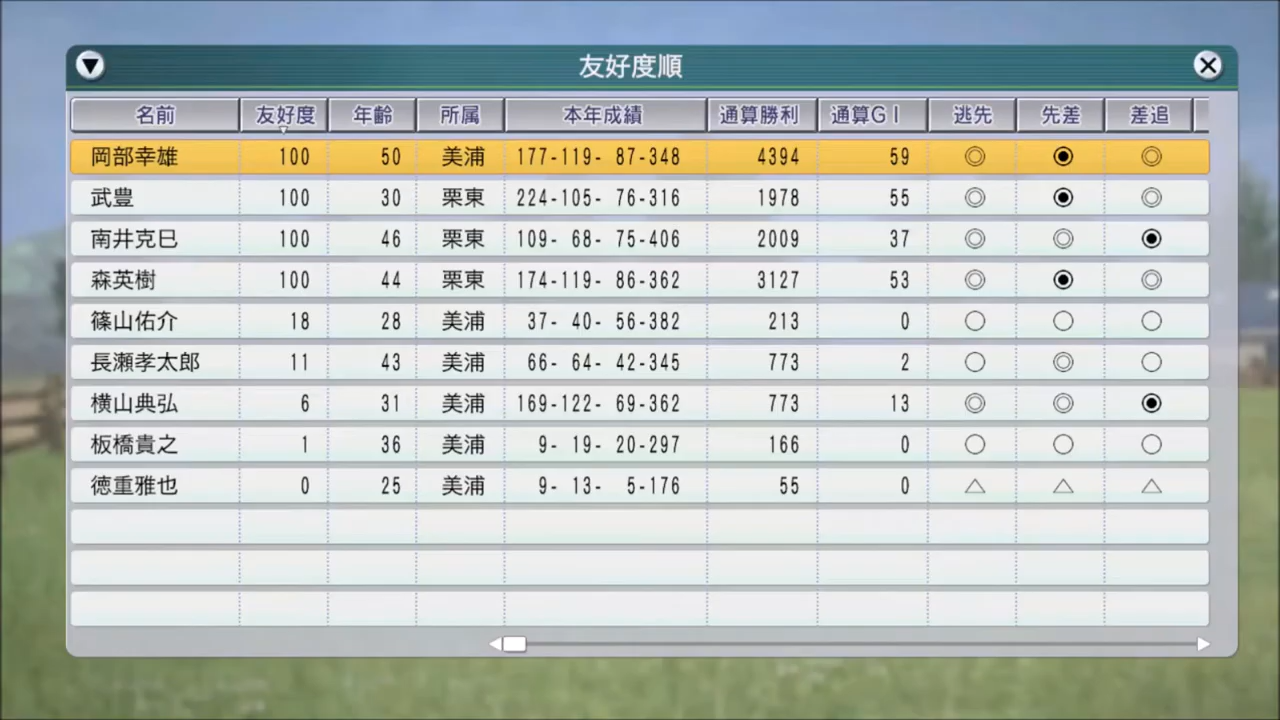 友好度順
名前 友好度 年齢 所属 本年成績 通算勝利 通算GⅠ 逃先 先差 差追
岡部幸雄 100 50 美浦 177-119- 87-348 4394 59 ◎ ◉ ◎
武豊 100 30 栗東 224-105- 76-316 1978 55 ◎ ◉ ◎
南井克巳 100 46 栗東 109- 68- 75-406 2009 37 ◎ ◎ ◉
森英樹 100 44 栗東 174-119- 86-362 3127 53 ◎ ◉ ◎
篠山佑介 18 28 美浦 37- 40- 56-382 213 0 ○ ○ ○
長瀬孝太郎 11 43 美浦 66- 64- 42-345 773 2 ○ ◎ ○
横山典弘 6 31 美浦 169-122- 69-362 773 13 ◎ ◎ ◉
板橋貴之 1 36 美浦 9- 19- 20-297 166 0 ○ ○ ○
徳重雅也 0 25 美浦 9- 13- 5-176 55 0 △ △ △